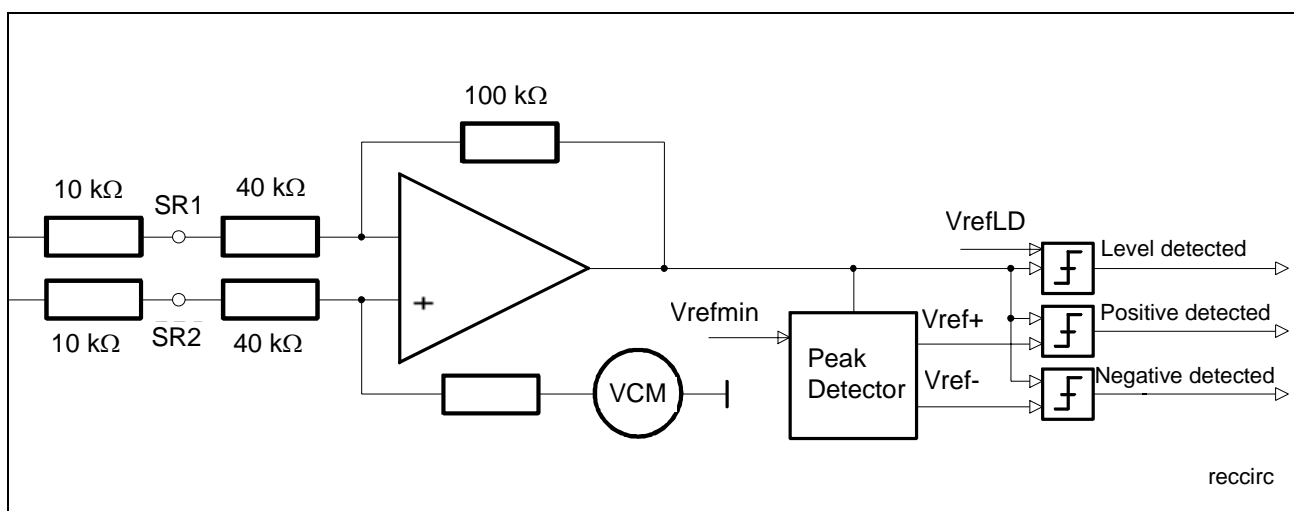 100 kΩ
10 kΩ
SR1
40 kΩ
10 kΩ
SR2
40 kΩ
+
VCM
Vrefmin
Peak
Detector
Vref+
Vref-
VrefLD
Level detected
Positive detected
Negative detected
reccirc